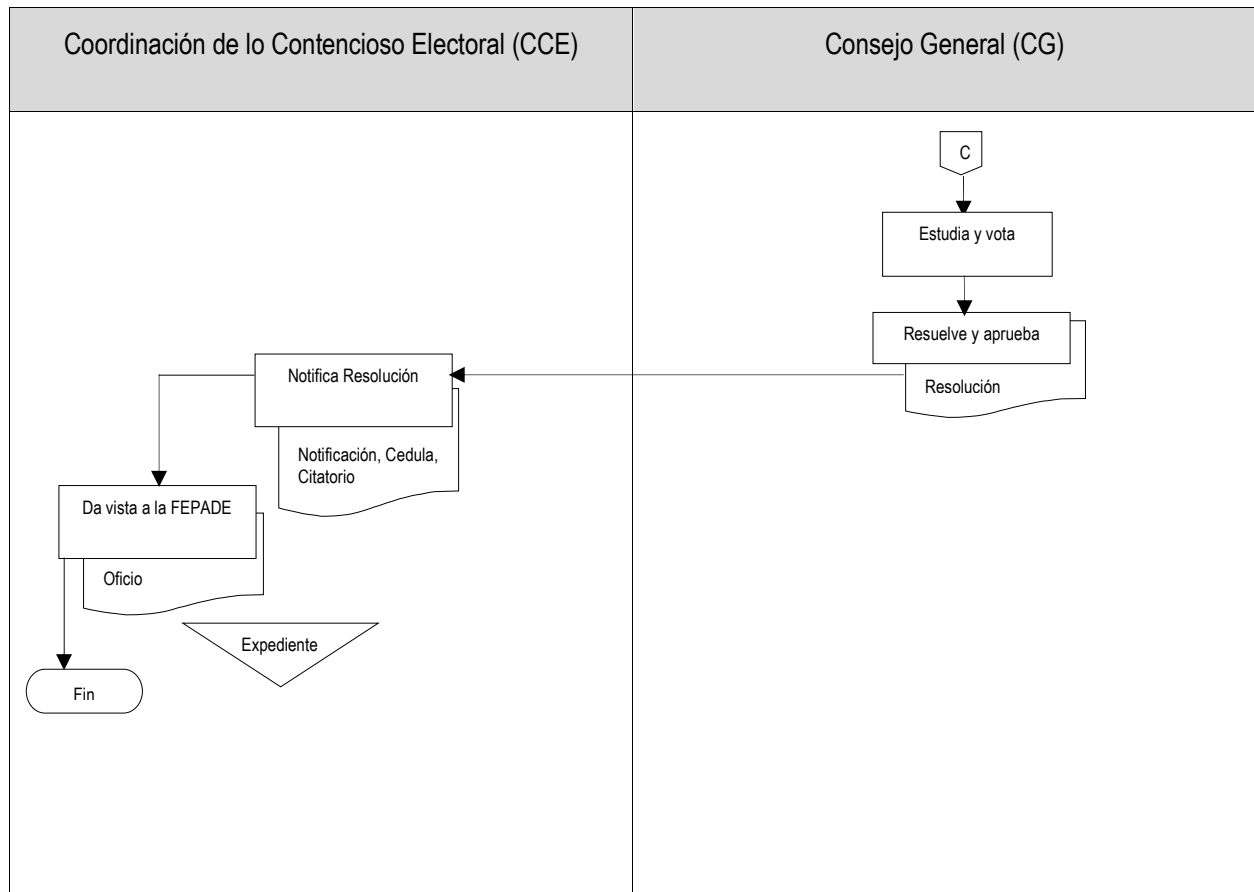 Coordinación de lo Contencioso Electoral (CCE)
Consejo General (CG)
C
Estudia y vota
Resuelve y aprueba
Resolución
Notifica Resolución
Notificación, Cedula,
Citatorio
Da vista a la FEPADE
Oficio
Expediente
Fin